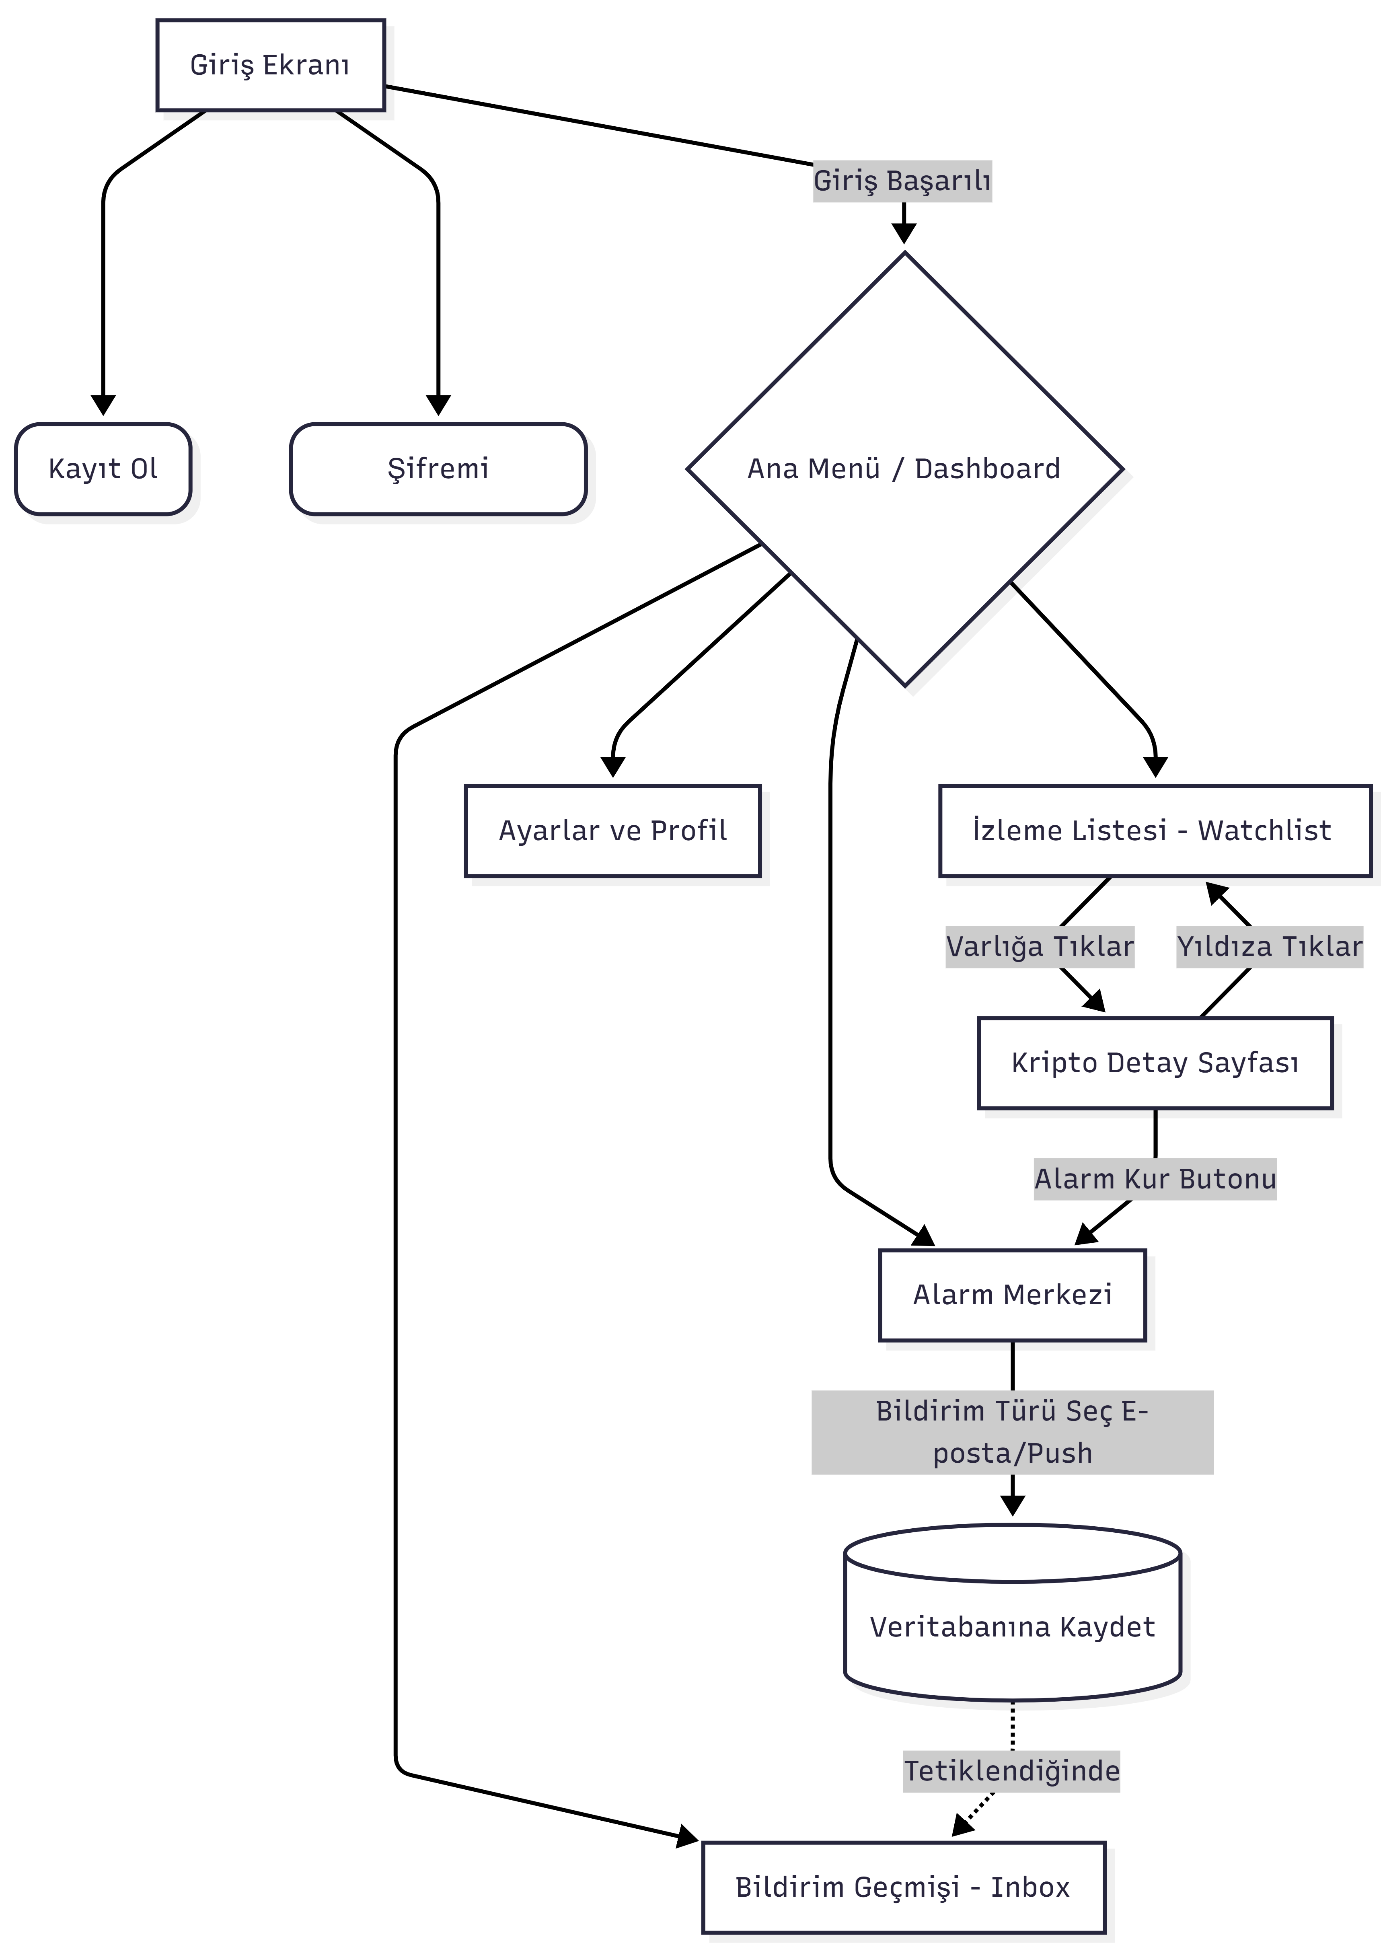 Giriş Ekranı
Giriş Başarılı
Kayıt Ol
Şifremi
Ana Menü / Dashboard
Ayarlar ve Profil
İzleme Listesi - Watchlist
Varlığa Tıklar
Yıldıza Tıklar
Kripto Detay Sayfası
Alarm Kur Butonu
Alarm Merkezi
Bildirim Türü Seç E-
posta/Push
Veritabanına Kaydet
Tetiklendiğinde
Bildirim Geçmişi - Inbox